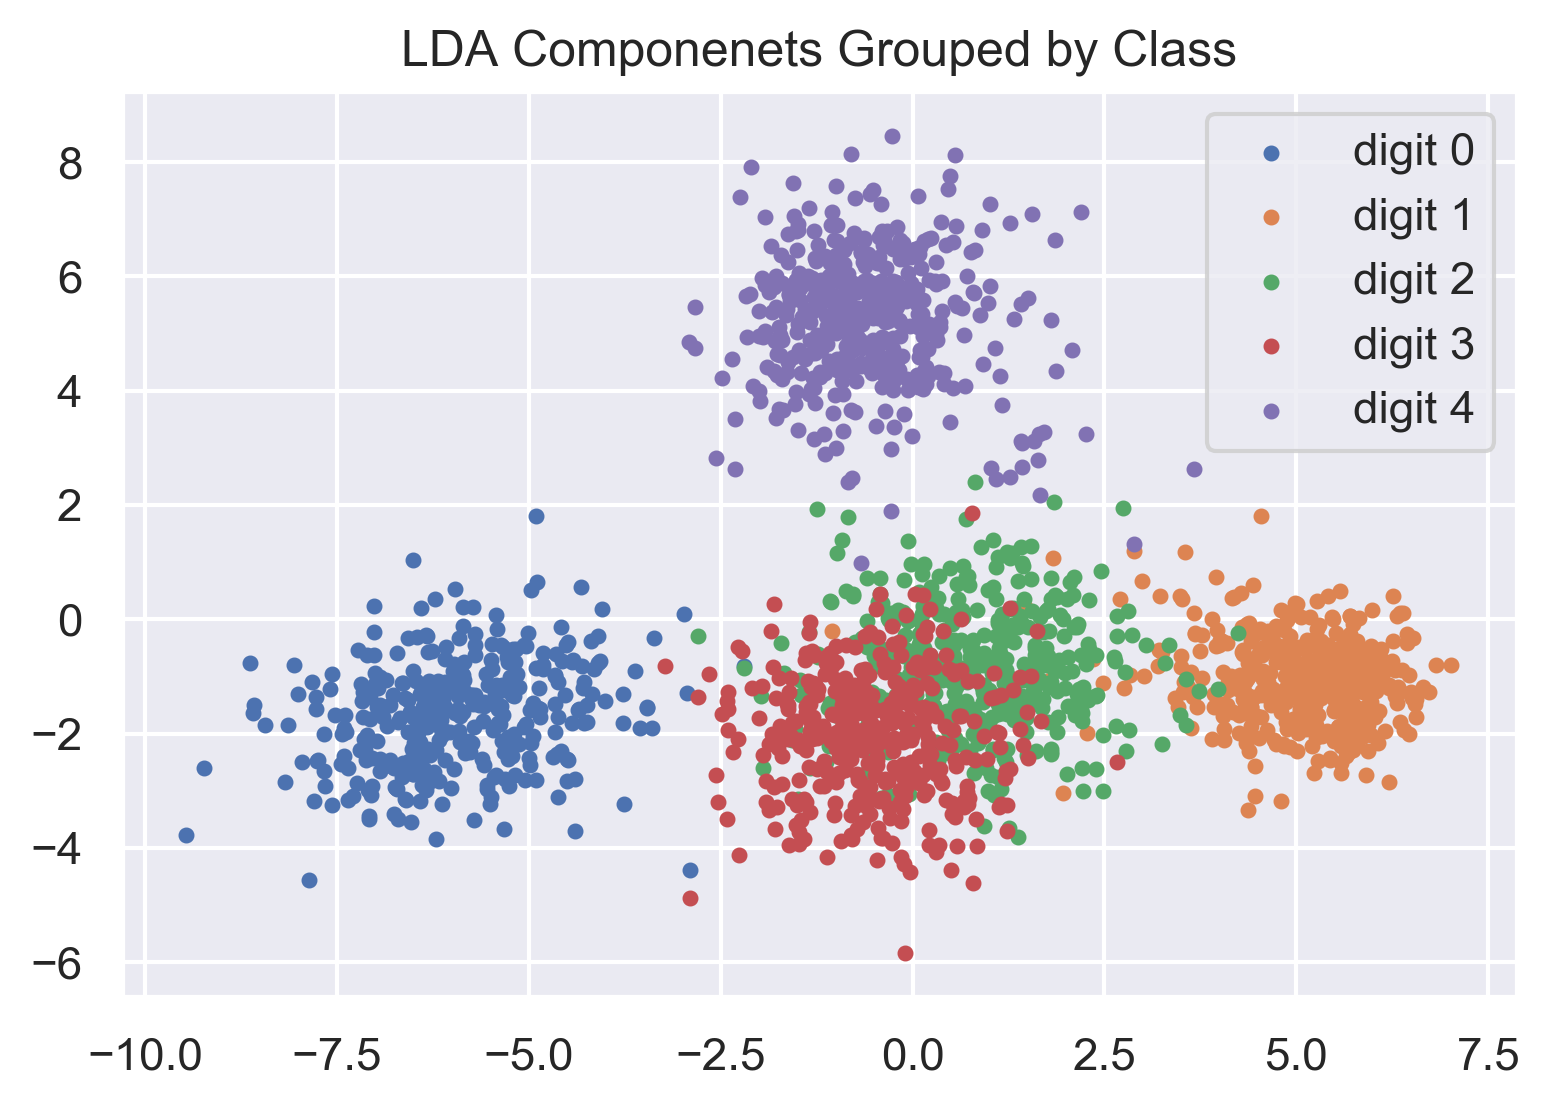 LDA Componenets Grouped by Class
8
6
4
2
0
−2
−4
−6
digit 0
digit 1
digit 2
digit 3
digit 4
−10.0 −7.5 −5.0 −2.5 0.0 2.5 5.0 7.5